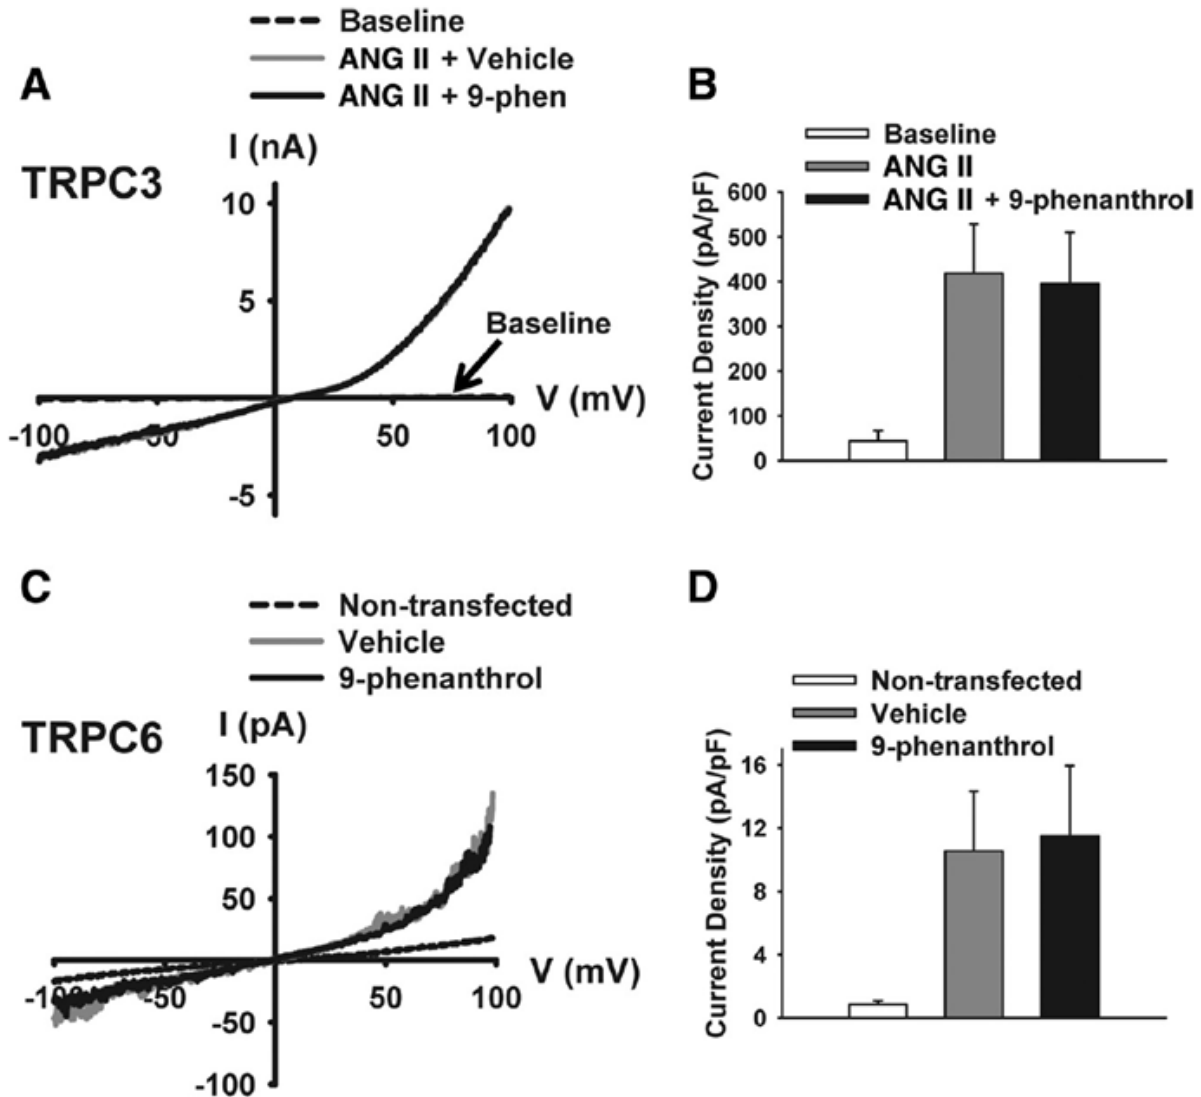 A
Baseline
ANG II + Vehicle
ANG II + 9-phen
TRPC3
I (nA)
10
5
Baseline
V (mV)
-100
-50
50
100
-5
B
Baseline
ANG II
ANG II + 9-phenanthrol
Current Density (pA/pF)
600
500
400
300
200
100
0
C
Non-transfected
Vehicle
9-phenanthrol
TRPC6
I (pA)
150
100
50
V (mV)
-100
-50
50
100
-50
-100
D
Non-transfected
Vehicle
9-phenanthrol
Current Density (pA/pF)
16
12
8
4
0